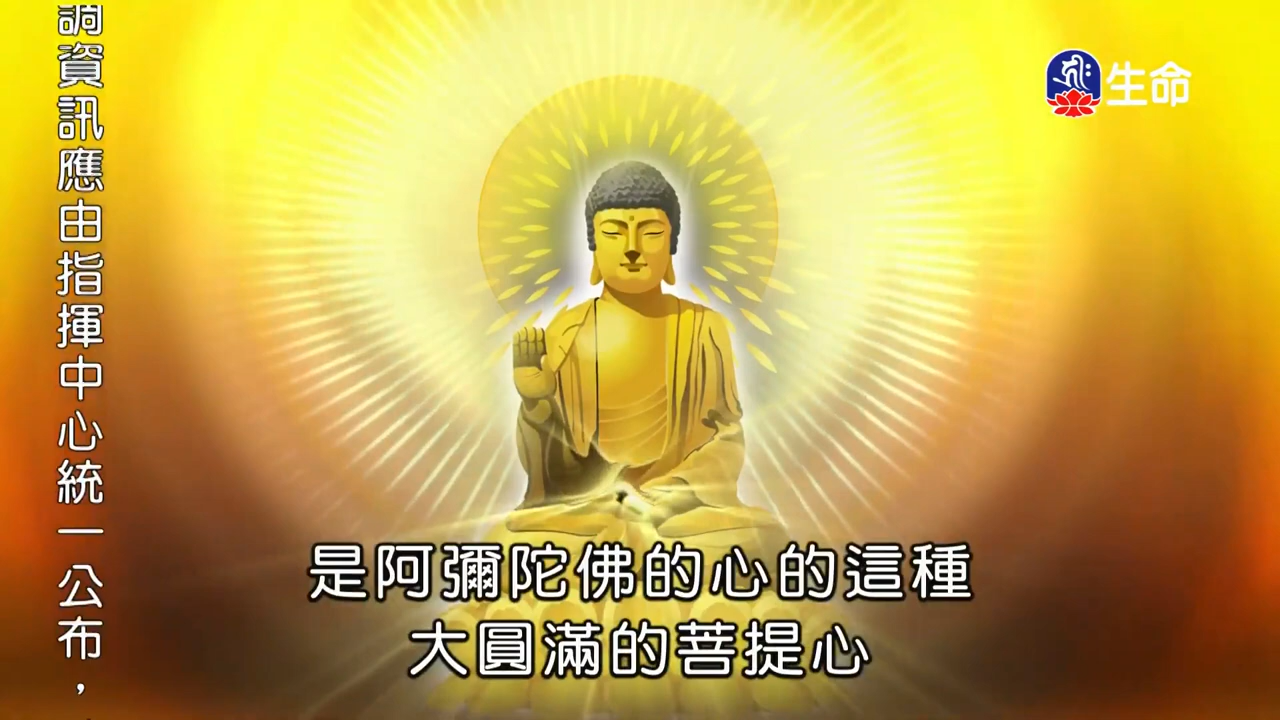 調資訊應由指揮中心統一公布，
生命
是阿彌陀佛的心的這種
大圓滿的菩提心